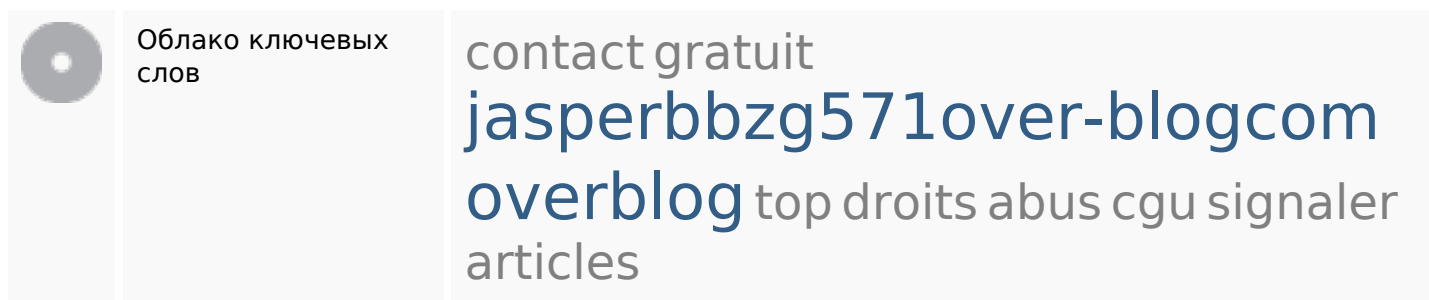 Облако ключевых
слов
contact gratuit
jasperbbzg571over-blogcom
overblog top droits abus cgu signaler
articles